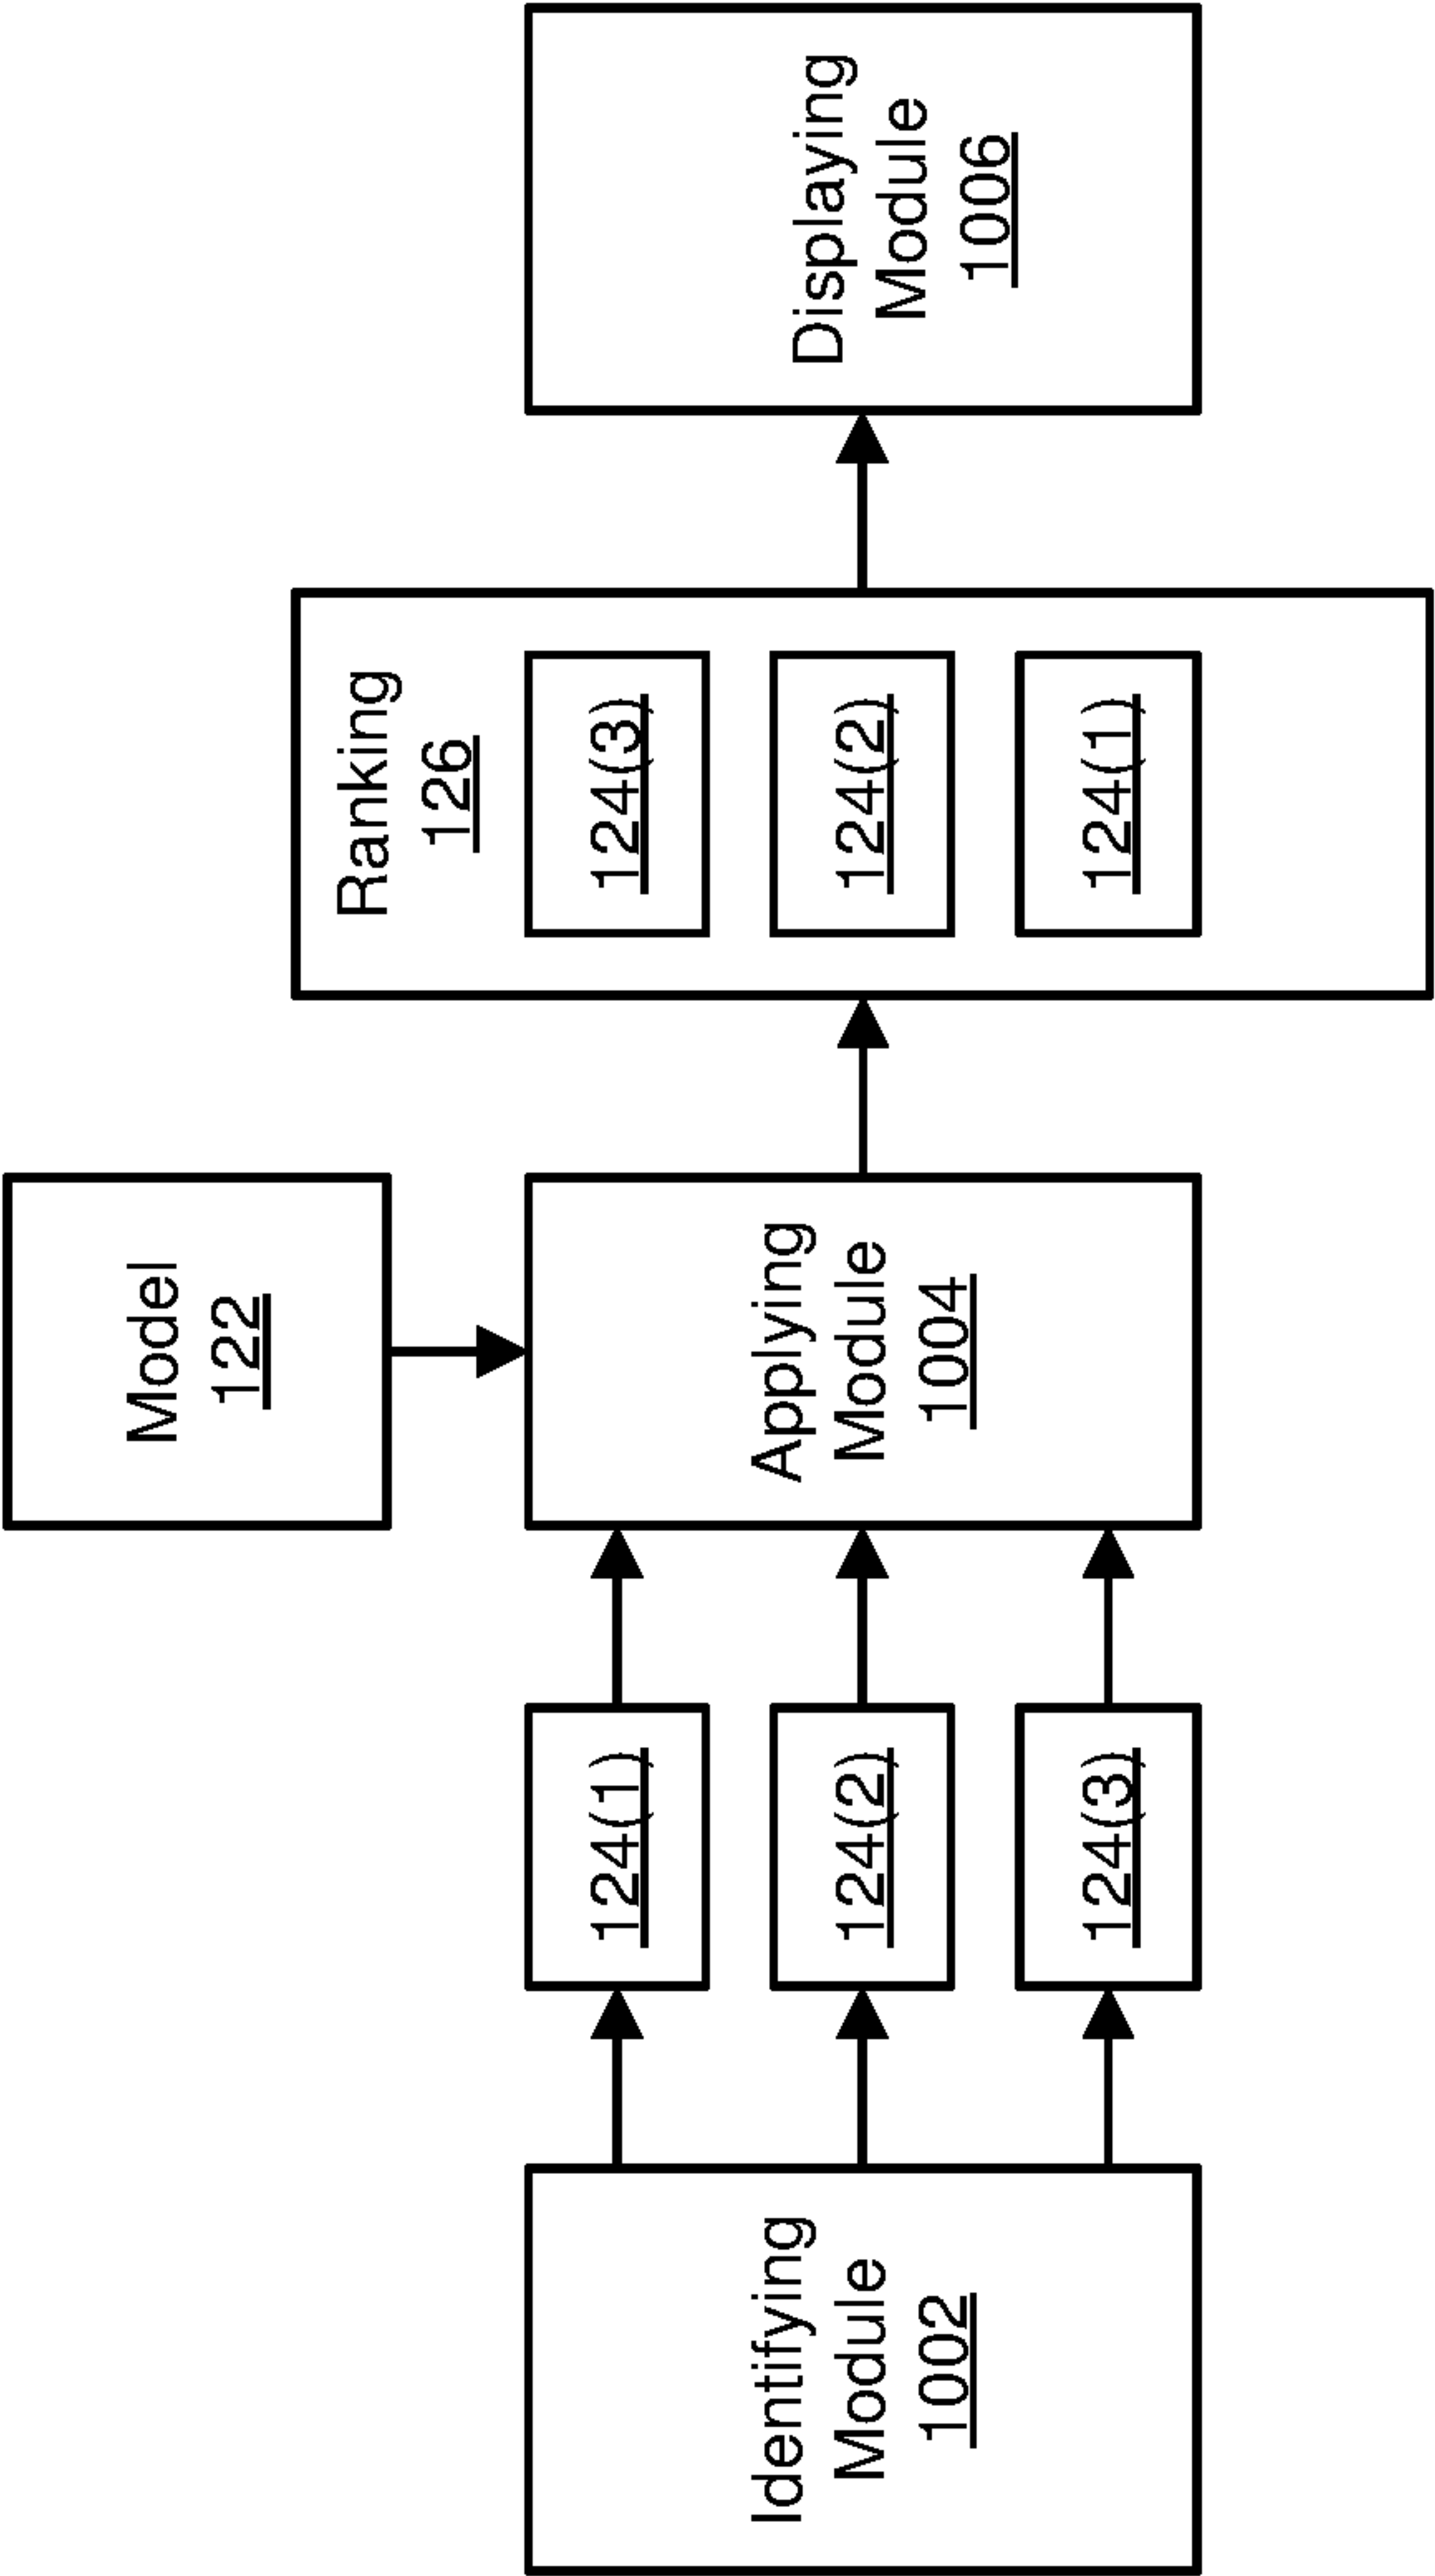 Identifying
Module
1002
124(1)
124(2)
124(3)
Model
122
Applying
Module
1004
Ranking
126
124(3)
124(2)
124(1)
Displaying
Module
1006